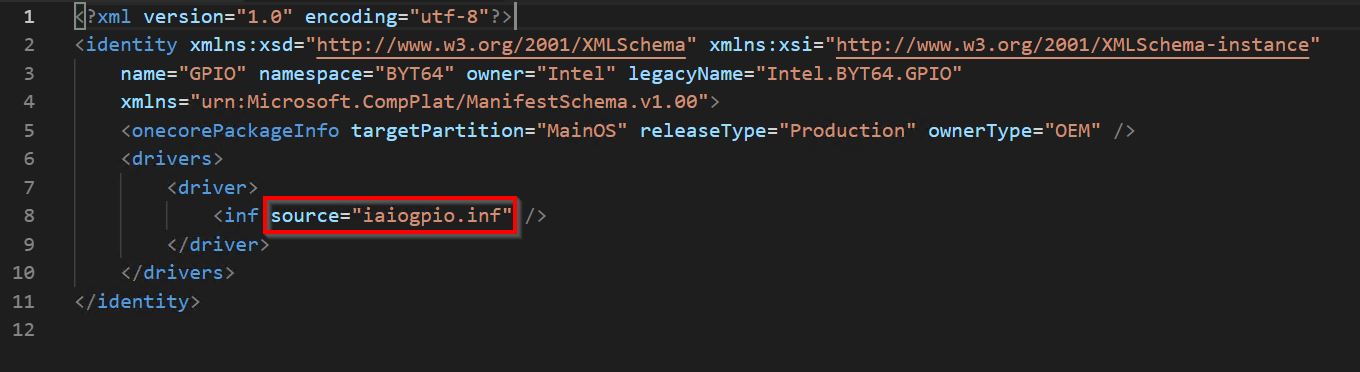 1 <?xml version="1.0" encoding="utf-8"?>
2 <identity xmlns:xsd="http://www.w3.org/2001/XMLSchema" xmlns:xsi="http://www.w3.org/2001/XMLSchema-instance"
3 name="GPIO" namespace="BYT64" owner="Intel" legacyName="Intel.BYT64.GPIO"
4 xmlns="urn:Microsoft.CompPlat/ManifestSchema.v1.00">
5 <onecorePackageInfo targetPartition="MainOS" releaseType="Production" ownerType="OEM" />
6 <drivers>
7 <driver>
8 <inf source="iaiogpio.inf" />
9 </driver>
10 </drivers>
11 </identity>
12